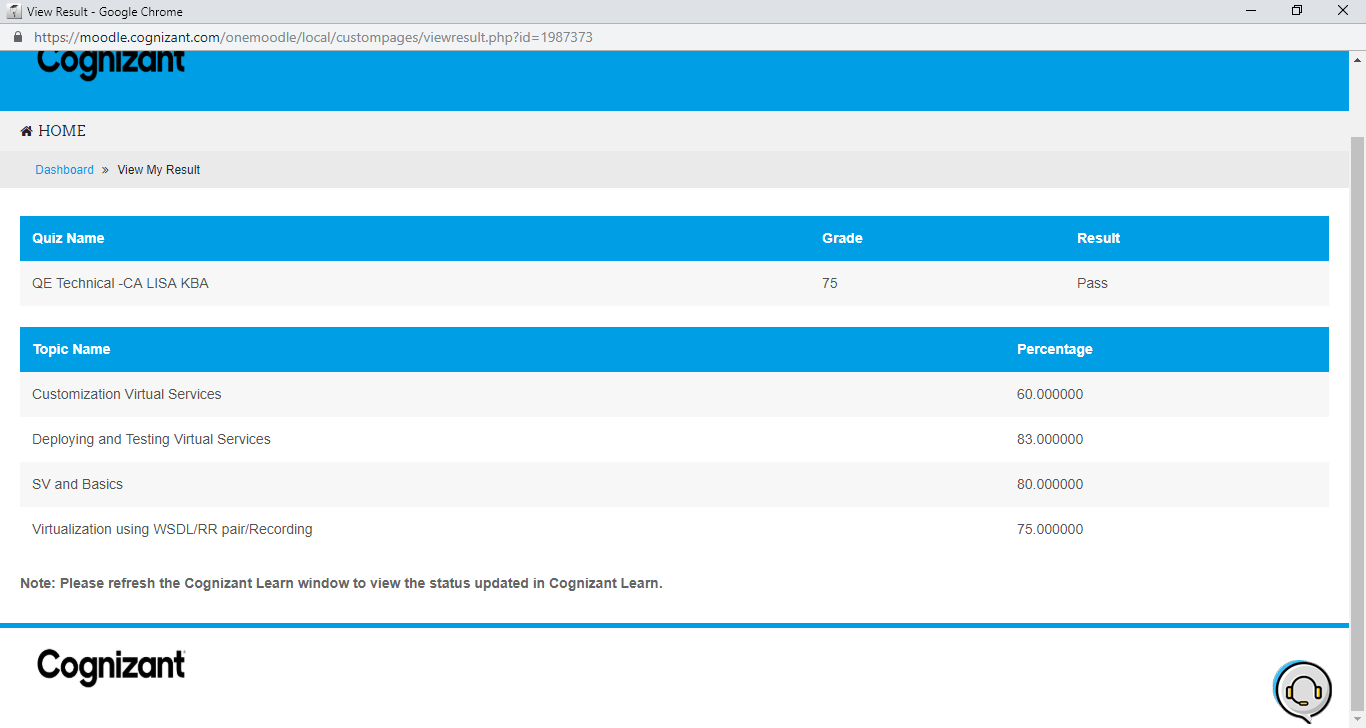 View Result - Google Chrome
https://moodle.cognizant.com/onemoodle/local/custompages/viewresult.php?id=1987373
Cognizant
HOME
Dashboard » View My Result
Quiz Name Grade Result
QE Technical -CA LISA KBA 75 Pass
Topic Name Percentage
Customization Virtual Services 60.000000
Deploying and Testing Virtual Services 83.000000
SV and Basics 80.000000
Virtualization using WSDL/RR pair/Recording 75.000000
Note: Please refresh the Cognizant Learn window to view the status updated in Cognizant Learn.
Cognizant